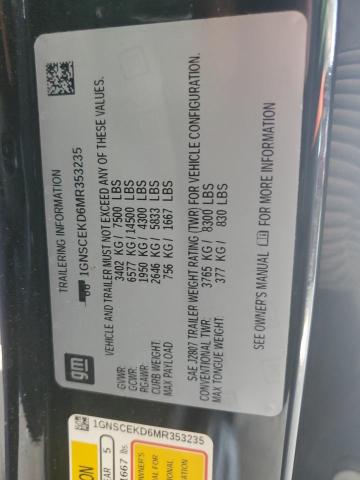 TRAILERING INFORMATION
1GNSCEKD6MR353235
VEHICLE AND TRAILER MUST NOT EXCEED ANY OF THESE VALUES.
GVWR: 3402 KG / 7500 LBS
GCWR: 6577 KG / 14500 LBS
RGAWR: 1950 KG / 4300 LBS
CURB WEIGHT: 2646 KG / 5833 LBS
MAX PAYLOAD: 756 KG / 1667 LBS
SAE J2807 TRAILER WEIGHT RATING (TWR) FOR VEHICLE CONFIGURATION.
CONVENTIONAL TWR: 3765 KG / 8300 LBS
MAX TONGUE WEIGHT: 377 KG / 830 LBS
SEE OWNER'S MANUAL FOR MORE INFORMATION
gm
1GNSCEKD6MR353235
5
1667 lbs.
OWNER'S